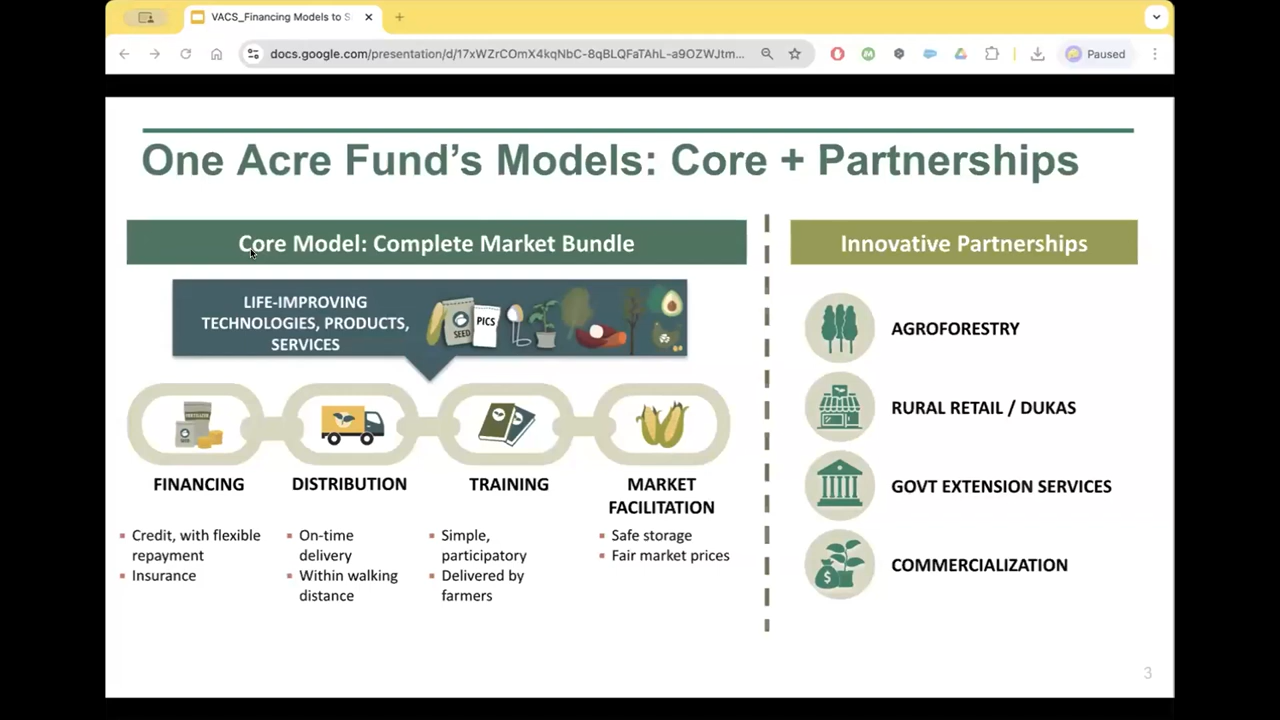 VACS_Financing Models to S
docs.google.com/presentation/d/17xWZrCOmX4kqNbC-8qBLQFaTAhL-a9OZWJtm...
Paused
One Acre Fund's Models: Core + Partnerships
Core Model: Complete Market Bundle
LIFE-IMPROVING
TECHNOLOGIES, PRODUCTS,
SERVICES
SEED
PICS
FINANCING
Credit, with flexible
repayment
Insurance
DISTRIBUTION
On-time
delivery
Within walking
distance
TRAINING
Simple,
participatory
Delivered by
farmers
MARKET
FACILITATION
Safe storage
Fair market prices
Innovative Partnerships
AGROFORESTRY
RURAL RETAIL / DUKAS
GOVT EXTENSION SERVICES
COMMERCIALIZATION
3